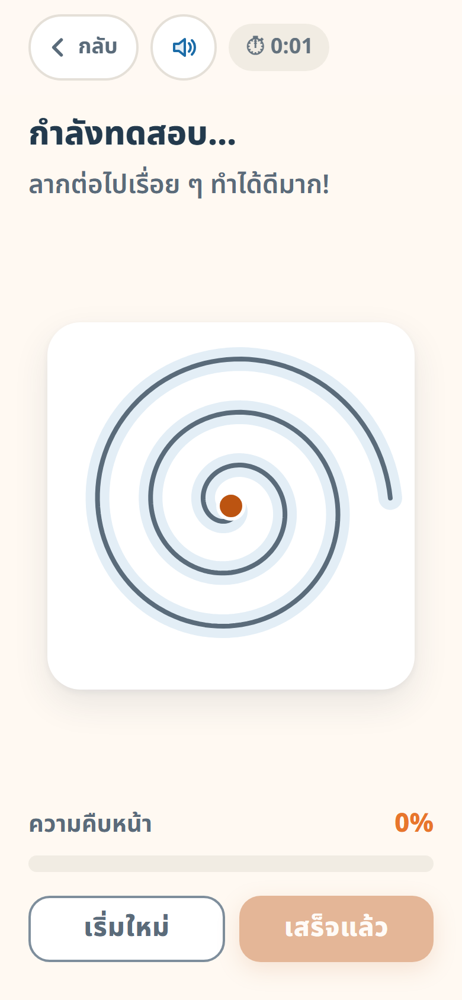 กลับ
0:01
กำลังทดสอบ...
ลากต่อไปเรื่อย ๆ ทำได้ดีมาก!
ความคืบหน้า
0%
เริ่มใหม่
เสร็จแล้ว